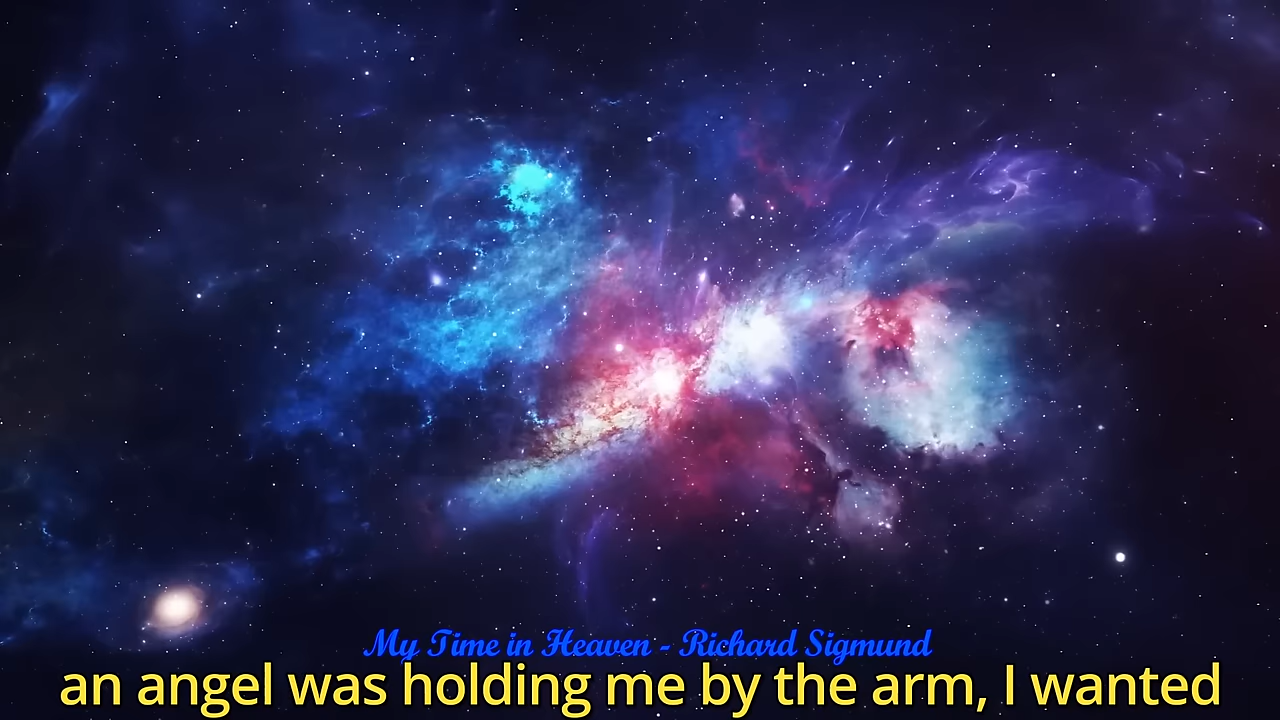 My Time in Heaven - Richard Sigmund
an angel was holding me by the arm, I wanted